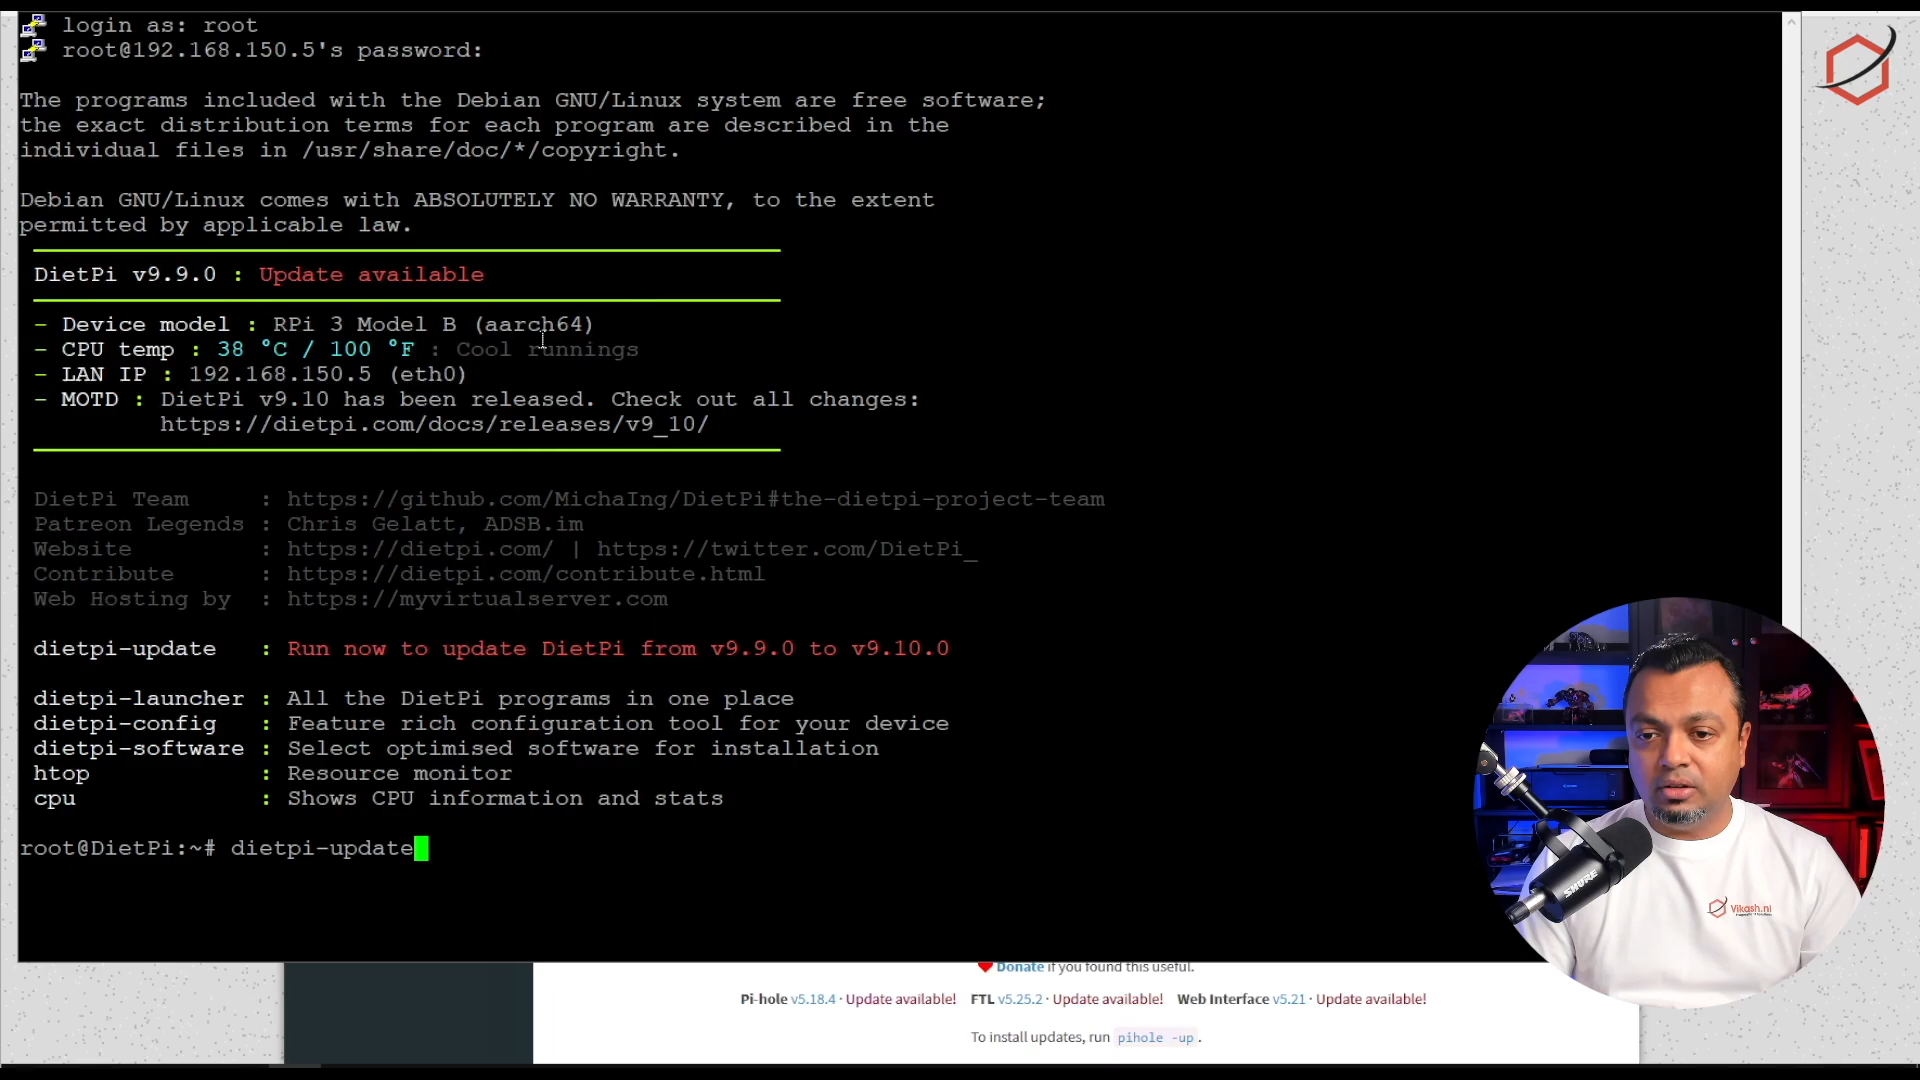 login as: root
root@192.168.150.5's password:
The programs included with the Debian GNU/Linux system are free software;
the exact distribution terms for each program are described in the
individual files in /usr/share/doc/*/copyright.
Debian GNU/Linux comes with ABSOLUTELY NO WARRANTY, to the extent
permitted by applicable law.
DietPi v9.9.0 : Update available
- Device model : RPi 3 Model B (aarch64)
- CPU temp : 38 °C / 100 °F : Cool runnings
- LAN IP : 192.168.150.5 (eth0)
- MOTD : DietPi v9.10 has been released. Check out all changes:
https://dietpi.com/docs/releases/v9_10/
DietPi Team : https://github.com/MichaIng/DietPi#the-dietpi-project-team
Patreon Legends : Chris Gelatt, ADSB.im
Website : https://dietpi.com/ | https://twitter.com/DietPi_
Contribute : https://dietpi.com/contribute.html
Web Hosting by : https://myvirtualserver.com
dietpi-update : Run now to update DietPi from v9.9.0 to v9.10.0
dietpi-launcher : All the DietPi programs in one place
dietpi-config : Feature rich configuration tool for your device
dietpi-software : Select optimised software for installation
htop : Resource monitor
cpu : Shows CPU information and stats
root@DietPi:~# dietpi-update
SHURE
Vikash.nl
Donate if you found this useful.
Pi-hole v5.18.4 · Update available! FTL v5.25.2 · Update available! Web Interface v5.21 · Update available!
To install updates, run pihole -up.